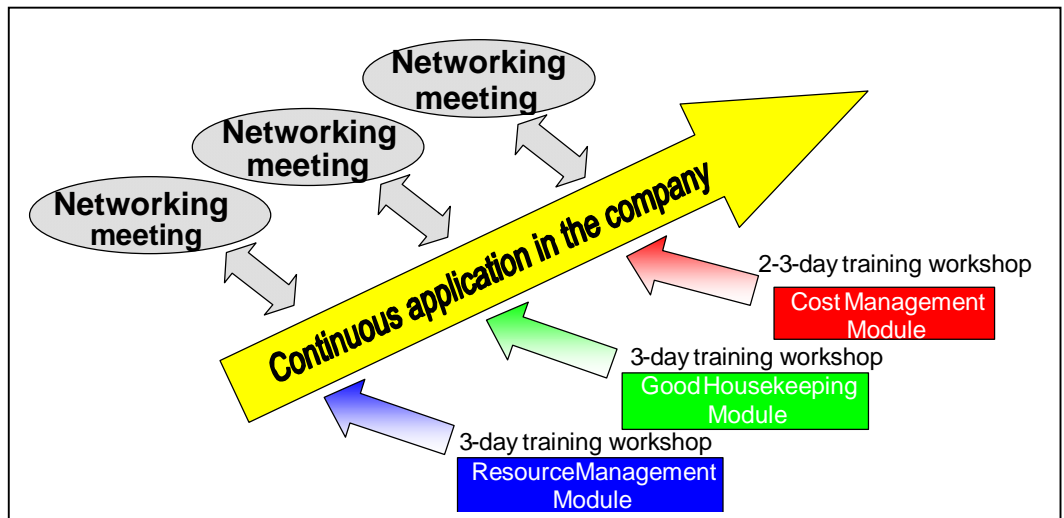 Networking
meeting
Networking
meeting
Networking
meeting
Continuous application in the company
2-3-day training workshop
Cost Management
Module
3-day training workshop
Good Housekeeping
Module
3-day training workshop
Resource Management
Module